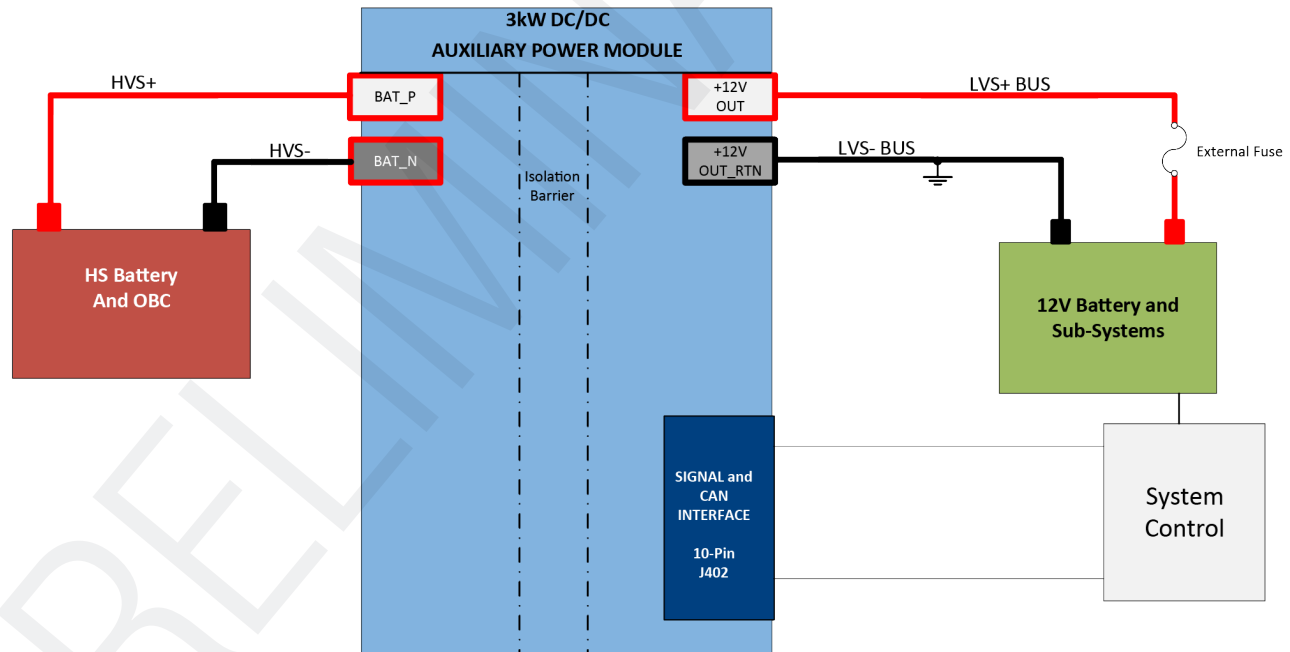 3kW DC/DC
AUXILIARY POWER MODULE
HVS+
BAT_P
+12V
OUT
LVS+ BUS
HVS-
BAT_N
+12V
OUT_RTN
LVS- BUS
External Fuse
Isolation
Barrier
HS Battery
And OBC
12V Battery and
Sub-Systems
SIGNAL and
CAN
INTERFACE
10-Pin
J402
System
Control